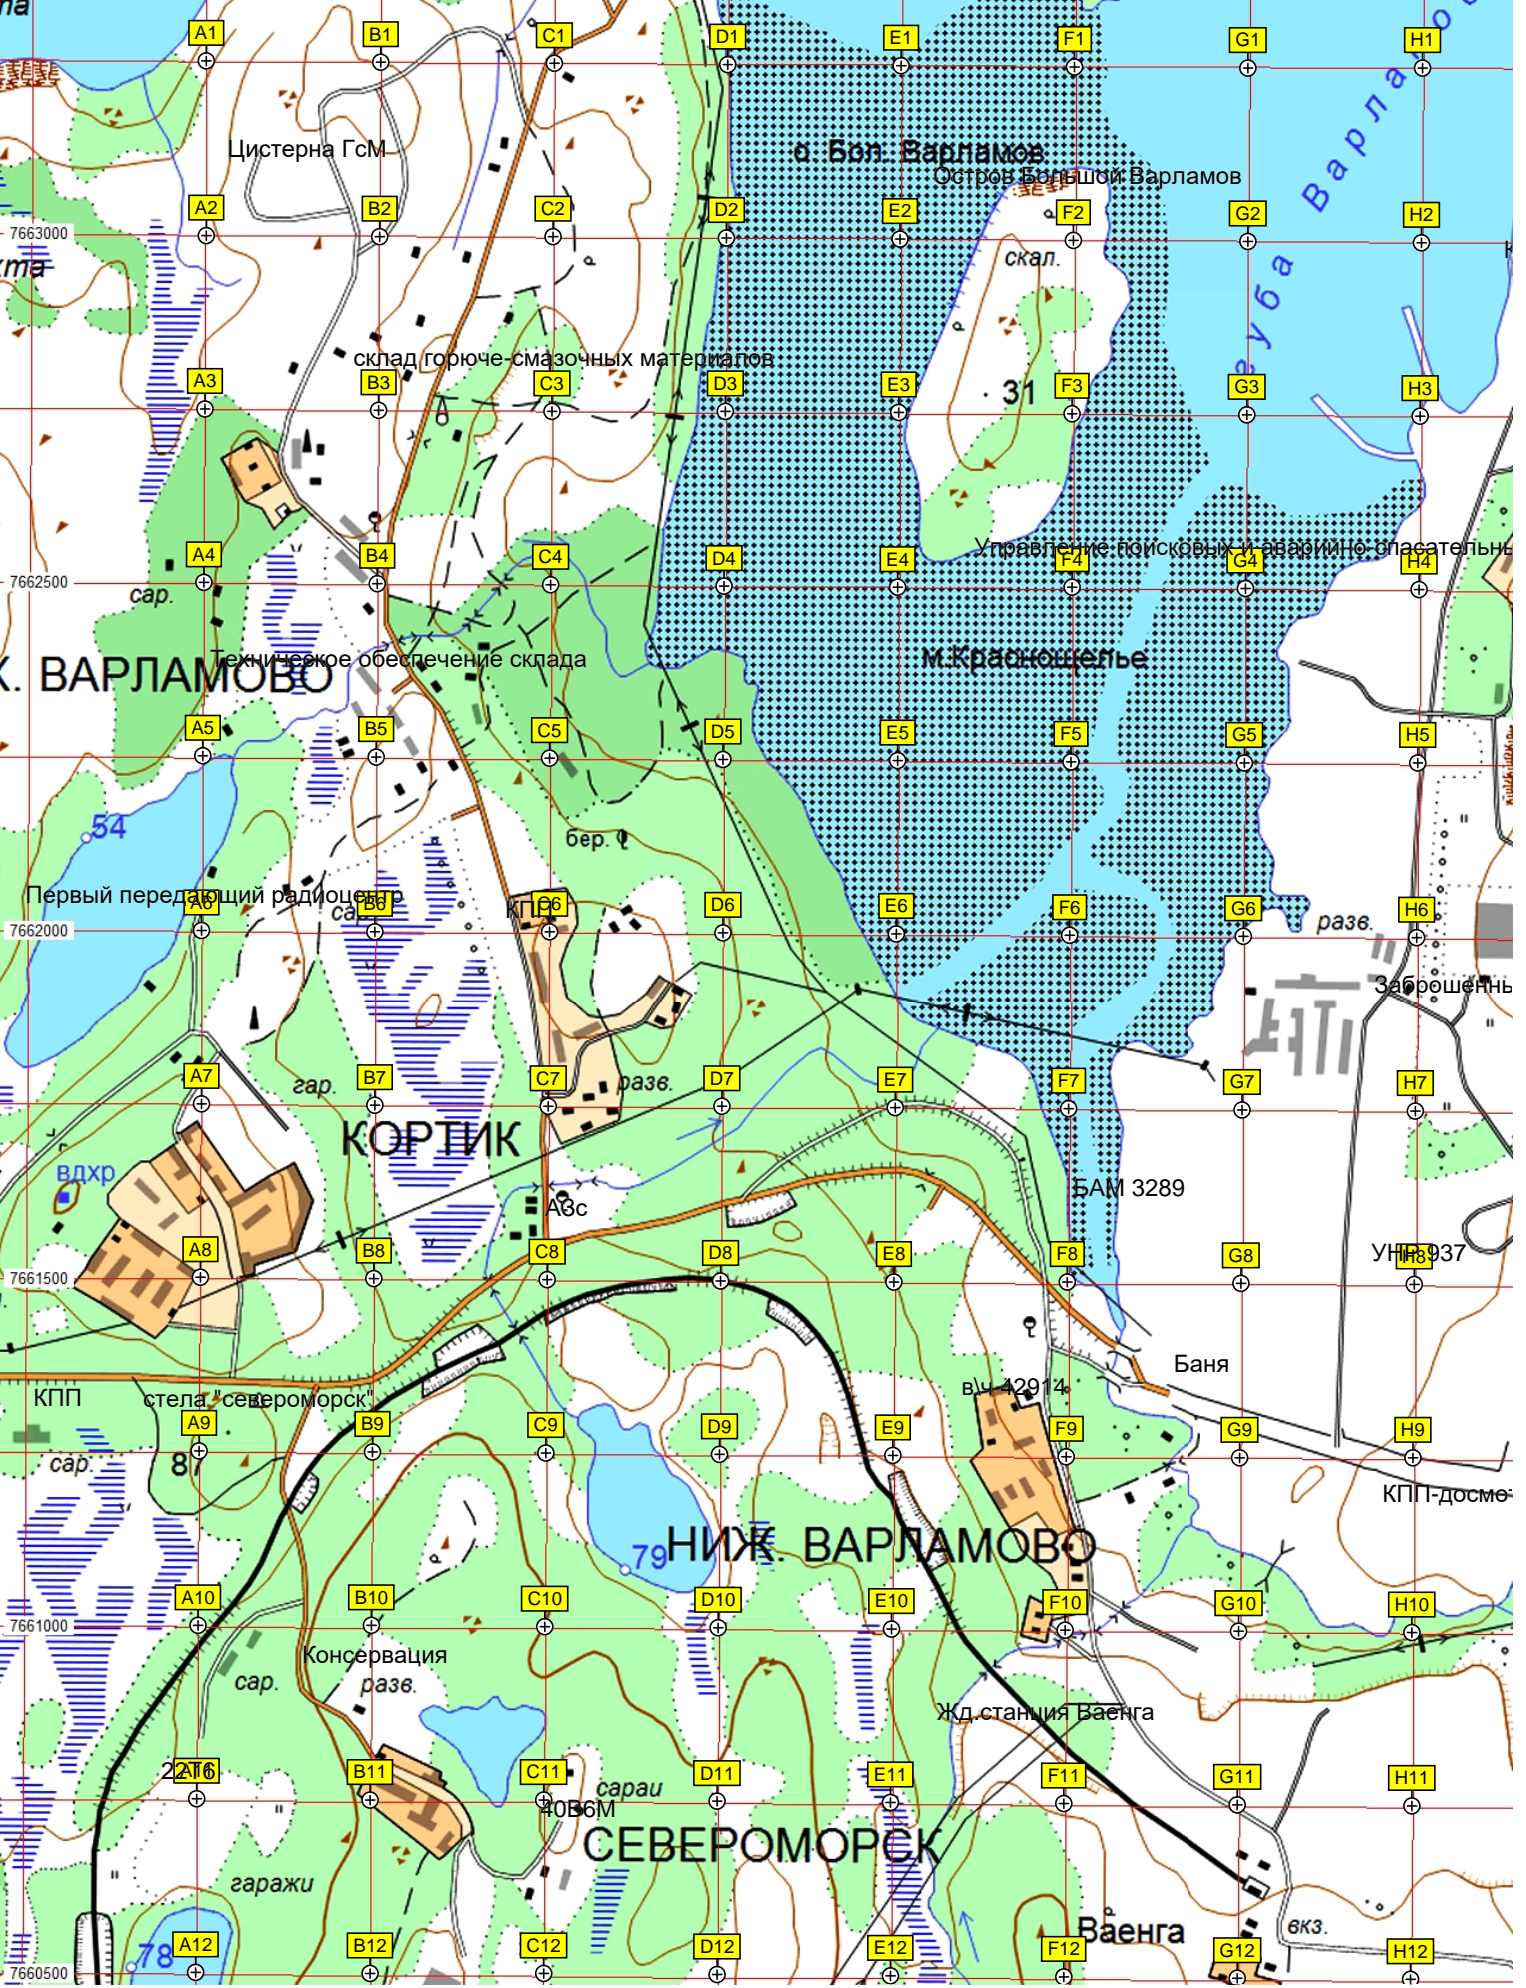 A1
B1
C1
D1
E1
F1
G1
H1
Варла
Цистерна ГсМ
о. Бол. Варламов
Остров Большой Варламов
A2
B2
C2
D2
E2
F2
G2
H2
7663000
скал.
губа
склад горюче-смазочных материалов
A3
B3
C3
D3
E3
F3
G3
H3
31
Управление поисковых и аварийно-спасательны
A4
B4
C4
D4
E4
F4
G4
H4
7662500
сар.
м.Краснощелье
Техническое обеспечение склада
К. ВАРЛАМОВО
A5
B5
C5
D5
E5
F5
G5
H5
54
бер.
Первый передающий радиоцентр
A6
B6
КПП
C6
D6
E6
F6
G6
H6
сар.
7662000
разв.
Заброшенны
A7
B7
C7
D7
E7
F7
G7
H7
гар.
разв.
КОРТИК
вдхр
БАМ 3289
АЗс
A8
B8
C8
D8
E8
F8
G8
УНР 937
H8
7661500
Баня
в\ч 42914
КПП
стела "североморск"
A9
B9
C9
D9
E9
F9
G9
H9
сар.
87
КПП-досмо
79
НИЖ. ВАРЛАМОВО
A10
B10
C10
D10
E10
F10
G10
H10
7661000
Консервация
сар.
разв.
Жд.станция Ваенга
22Т6
A11
B11
C11
D11
E11
F11
G11
H11
сараи
40В6М
СЕВЕРОМОРСК
гаражи
Ваенга
вкз.
A12
B12
C12
D12
E12
F12
G12
H12
78
7660500